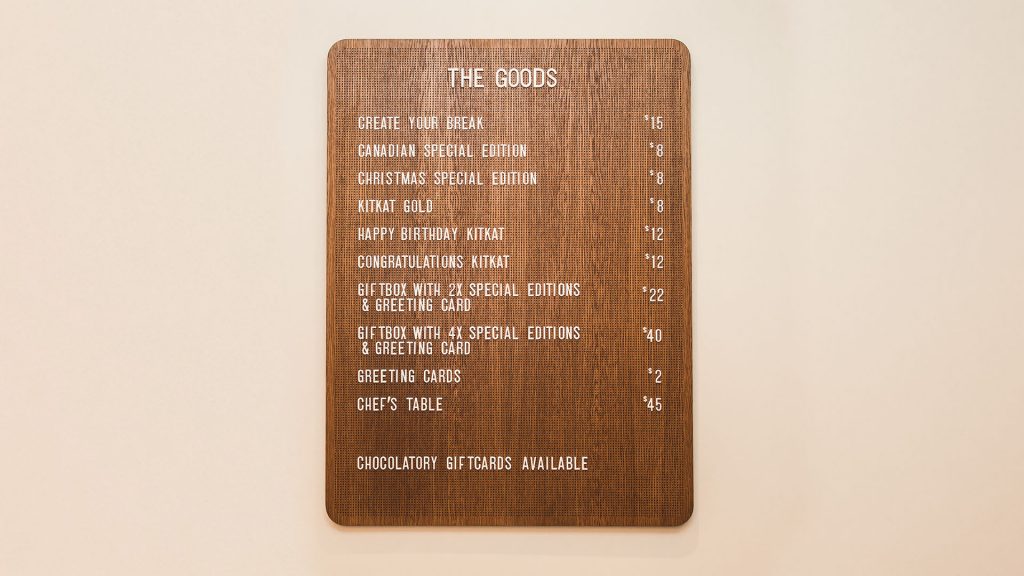 THE GOODS
CREATE YOUR BREAK $15
CANADIAN SPECIAL EDITION $8
CHRISTMAS SPECIAL EDITION $8
KITKAT GOLD $8
HAPPY BIRTHDAY KITKAT $12
CONGRATULATIONS KITKAT $12
GIFTBOX WITH 2X SPECIAL EDITIONS $22
& GREETING CARD
GIFTBOX WITH 4X SPECIAL EDITIONS $40
& GREETING CARD
GREETING CARDS $2
CHEF'S TABLE $45
CHOCOLATORY GIFTCARDS AVAILABLE